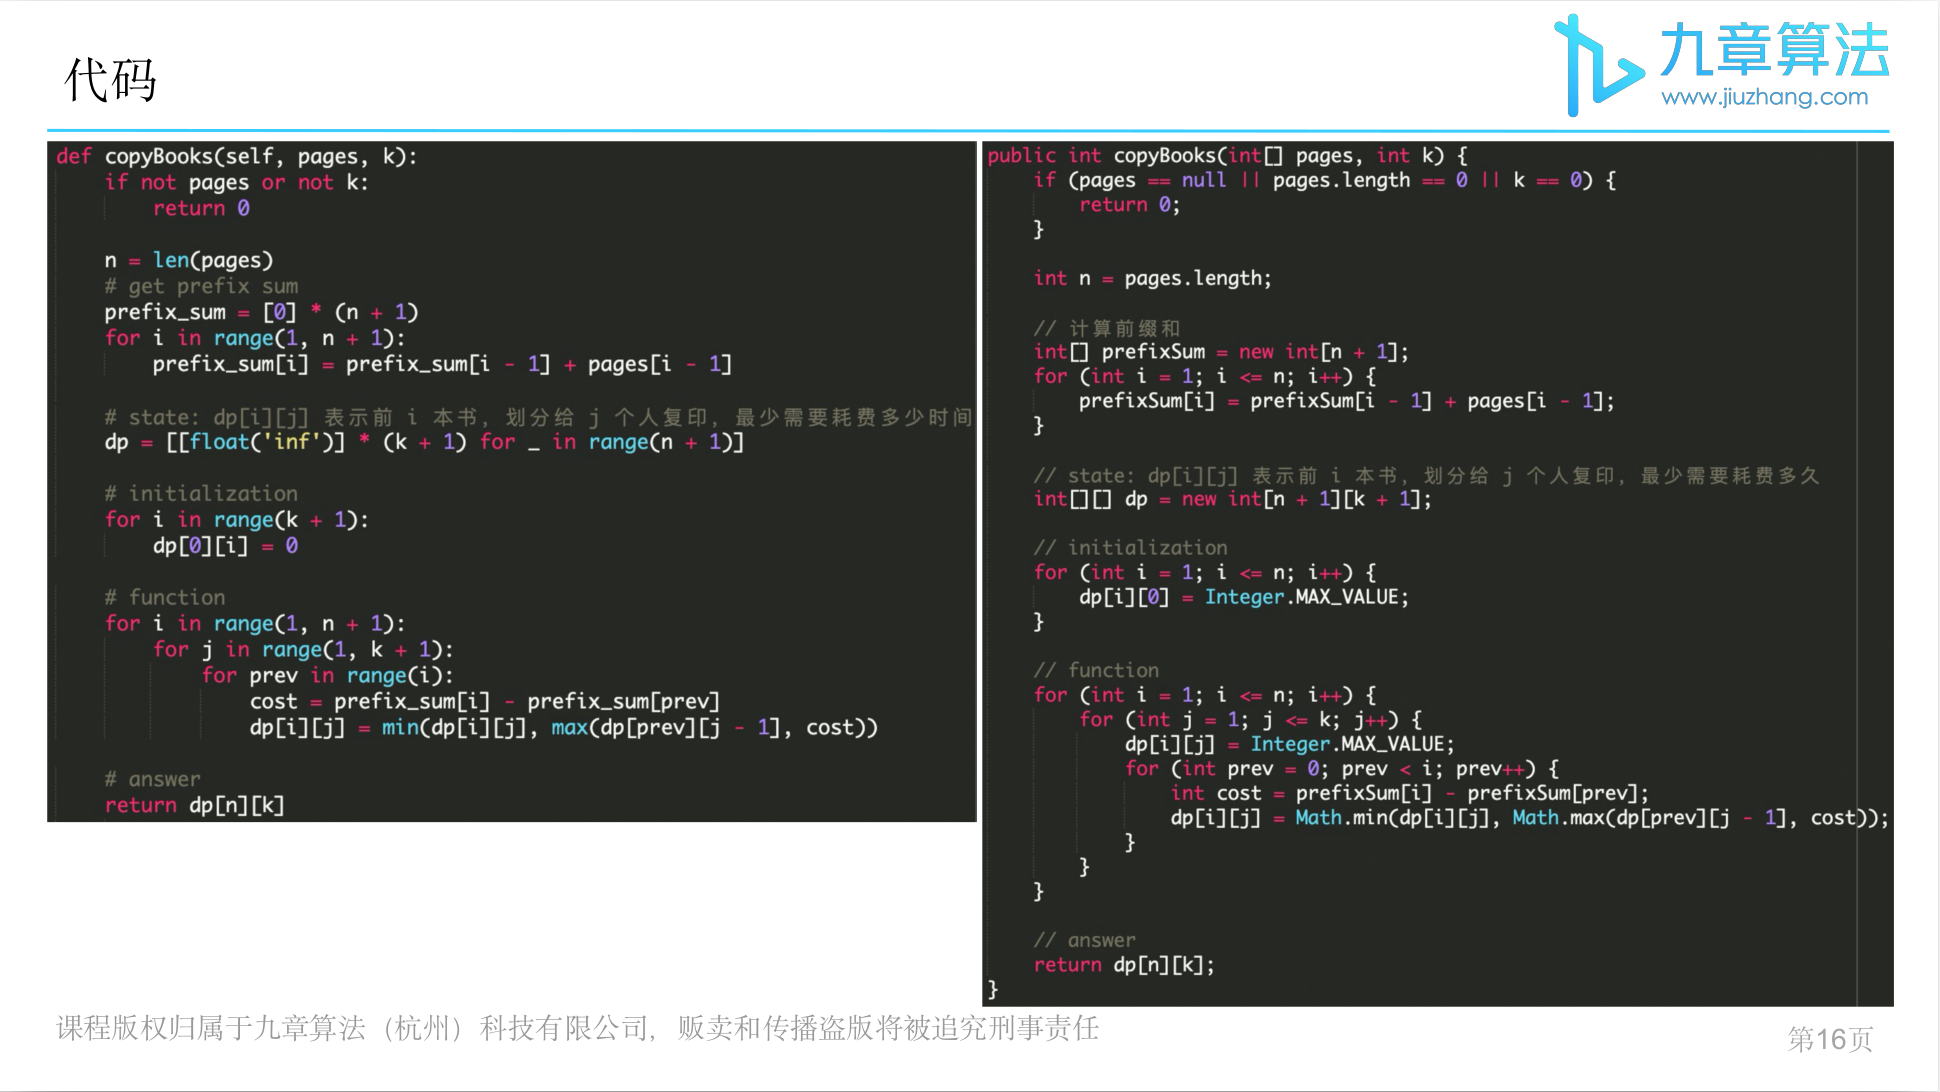 代码
九章算法
www.jiuzhang.com
def copyBooks(self, pages, k):
    if not pages or not k:
        return 0

    n = len(pages)
    # get prefix sum
    prefix_sum = [0] * (n + 1)
    for i in range(1, n + 1):
        prefix_sum[i] = prefix_sum[i - 1] + pages[i - 1]

    # state: dp[i][j] 表示前 i 本书，划分给 j 个人复印，最少需要耗费多少时间
    dp = [[float('inf')] * (k + 1) for _ in range(n + 1)]

    # initialization
    for i in range(k + 1):
        dp[0][i] = 0

    # function
    for i in range(1, n + 1):
        for j in range(1, k + 1):
            for prev in range(i):
                cost = prefix_sum[i] - prefix_sum[prev]
                dp[i][j] = min(dp[i][j], max(dp[prev][j - 1], cost))

    # answer
    return dp[n][k]
public int copyBooks(int[] pages, int k) {
    if (pages == null || pages.length == 0 || k == 0) {
        return 0;
    }

    int n = pages.length;

    // 计算前缀和
    int[] prefixSum = new int[n + 1];
    for (int i = 1; i <= n; i++) {
        prefixSum[i] = prefixSum[i - 1] + pages[i - 1];
    }

    // state: dp[i][j] 表示前 i 本书，划分给 j 个人复印，最少需要耗费多久
    int[][] dp = new int[n + 1][k + 1];

    // initialization
    for (int i = 1; i <= n; i++) {
        dp[i][0] = Integer.MAX_VALUE;
    }

    // function
    for (int i = 1; i <= n; i++) {
        for (int j = 1; j <= k; j++) {
            dp[i][j] = Integer.MAX_VALUE;
            for (int prev = 0; prev < i; prev++) {
                int cost = prefixSum[i] - prefixSum[prev];
                dp[i][j] = Math.min(dp[i][j], Math.max(dp[prev][j - 1], cost));
            }
        }
    }

    // answer
    return dp[n][k];
}
课程版权归属于九章算法（杭州）科技有限公司，贩卖和传播盗版将被追究刑事责任
第16页